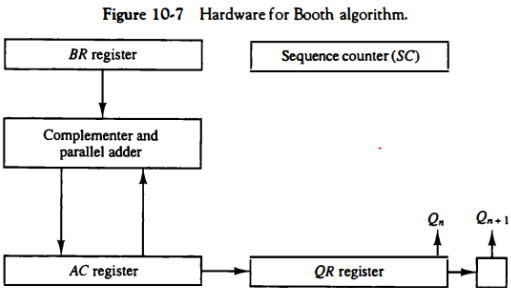 Figure 10-7 Hardware for Booth algorithm.
BR register
Sequence counter (SC)
Complementer and
parallel adder
Qn
Qn+1
AC register
QR register